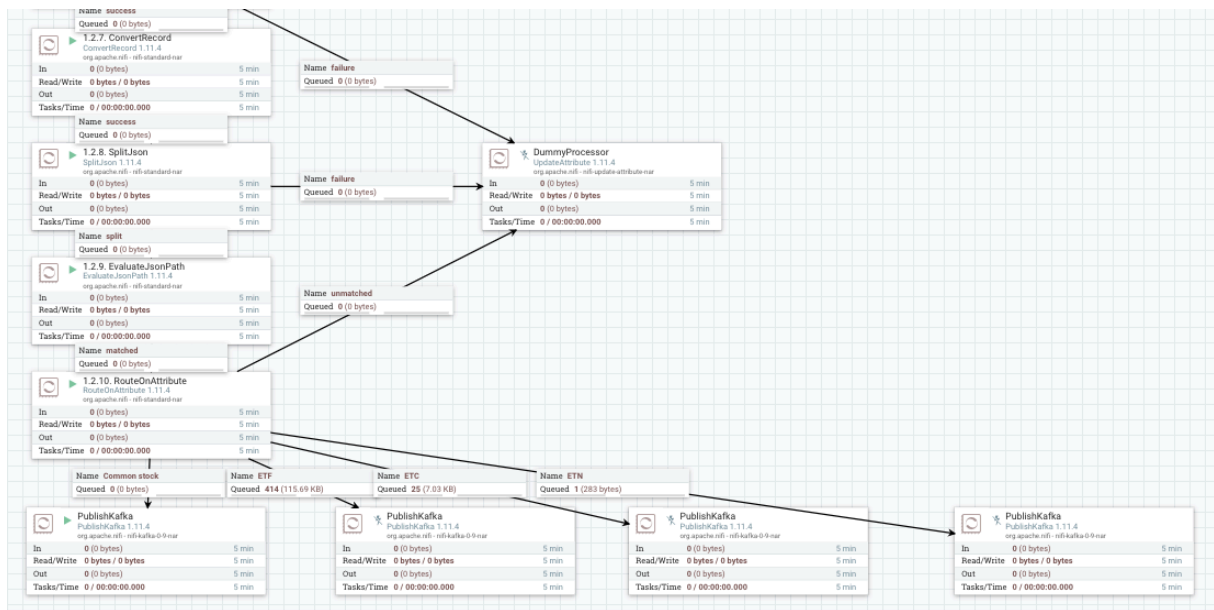 Name success
Queued 0 (0 bytes)
1.2.7. ConvertRecord
ConvertRecord 1.11.4
org.apache.nifi - nifi-standard-nar
In 0 (0 bytes) 5 min
Read/Write 0 bytes / 0 bytes 5 min
Out 0 (0 bytes) 5 min
Tasks/Time 0 / 00:00:00.000 5 min
Name failure
Queued 0 (0 bytes)
Name success
Queued 0 (0 bytes)
1.2.8. SplitJson
SplitJson 1.11.4
org.apache.nifi - nifi-standard-nar
In 0 (0 bytes) 5 min
Read/Write 0 bytes / 0 bytes 5 min
Out 0 (0 bytes) 5 min
Tasks/Time 0 / 00:00:00.000 5 min
Name failure
Queued 0 (0 bytes)
DummyProcessor
UpdateAttribute 1.11.4
org.apache.nifi - nifi-update-attribute-nar
In 0 (0 bytes) 5 min
Read/Write 0 bytes / 0 bytes 5 min
Out 0 (0 bytes) 5 min
Tasks/Time 0 / 00:00:00.000 5 min
Name split
Queued 0 (0 bytes)
1.2.9. EvaluateJsonPath
EvaluateJsonPath 1.11.4
org.apache.nifi - nifi-standard-nar
In 0 (0 bytes) 5 min
Read/Write 0 bytes / 0 bytes 5 min
Out 0 (0 bytes) 5 min
Tasks/Time 0 / 00:00:00.000 5 min
Name unmatched
Queued 0 (0 bytes)
Name matched
Queued 0 (0 bytes)
1.2.10. RouteOnAttribute
RouteOnAttribute 1.11.4
org.apache.nifi - nifi-standard-nar
In 0 (0 bytes) 5 min
Read/Write 0 bytes / 0 bytes 5 min
Out 0 (0 bytes) 5 min
Tasks/Time 0 / 00:00:00.000 5 min
Name Common stock
Queued 0 (0 bytes)
Name ETF
Queued 414 (115.69 KB)
Name ETC
Queued 25 (7.03 KB)
Name ETN
Queued 1 (283 bytes)
PublishKafka
PublishKafka 1.11.4
org.apache.nifi - nifi-kafka-0-9-nar
In 0 (0 bytes) 5 min
Read/Write 0 bytes / 0 bytes 5 min
Out 0 (0 bytes) 5 min
Tasks/Time 0 / 00:00:00.000 5 min
PublishKafka
PublishKafka 1.11.4
org.apache.nifi - nifi-kafka-0-9-nar
In 0 (0 bytes) 5 min
Read/Write 0 bytes / 0 bytes 5 min
Out 0 (0 bytes) 5 min
Tasks/Time 0 / 00:00:00.000 5 min
PublishKafka
PublishKafka 1.11.4
org.apache.nifi - nifi-kafka-0-9-nar
In 0 (0 bytes) 5 min
Read/Write 0 bytes / 0 bytes 5 min
Out 0 (0 bytes) 5 min
Tasks/Time 0 / 00:00:00.000 5 min
PublishKafka
PublishKafka 1.11.4
org.apache.nifi - nifi-kafka-0-9-nar
In 0 (0 bytes) 5 min
Read/Write 0 bytes / 0 bytes 5 min
Out 0 (0 bytes) 5 min
Tasks/Time 0 / 00:00:00.000 5 min